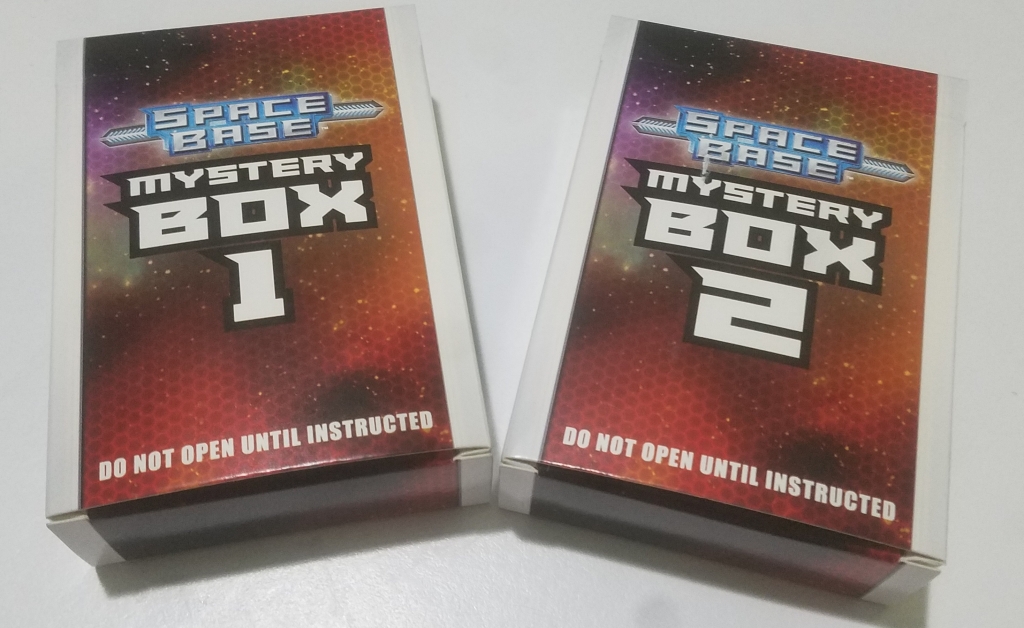 SPACE
BASE
MYSTERY
BOX
1
DO NOT OPEN UNTIL INSTRUCTED
SPACE
BASE
MYSTERY
BOX
2
DO NOT OPEN UNTIL INSTRUCTED